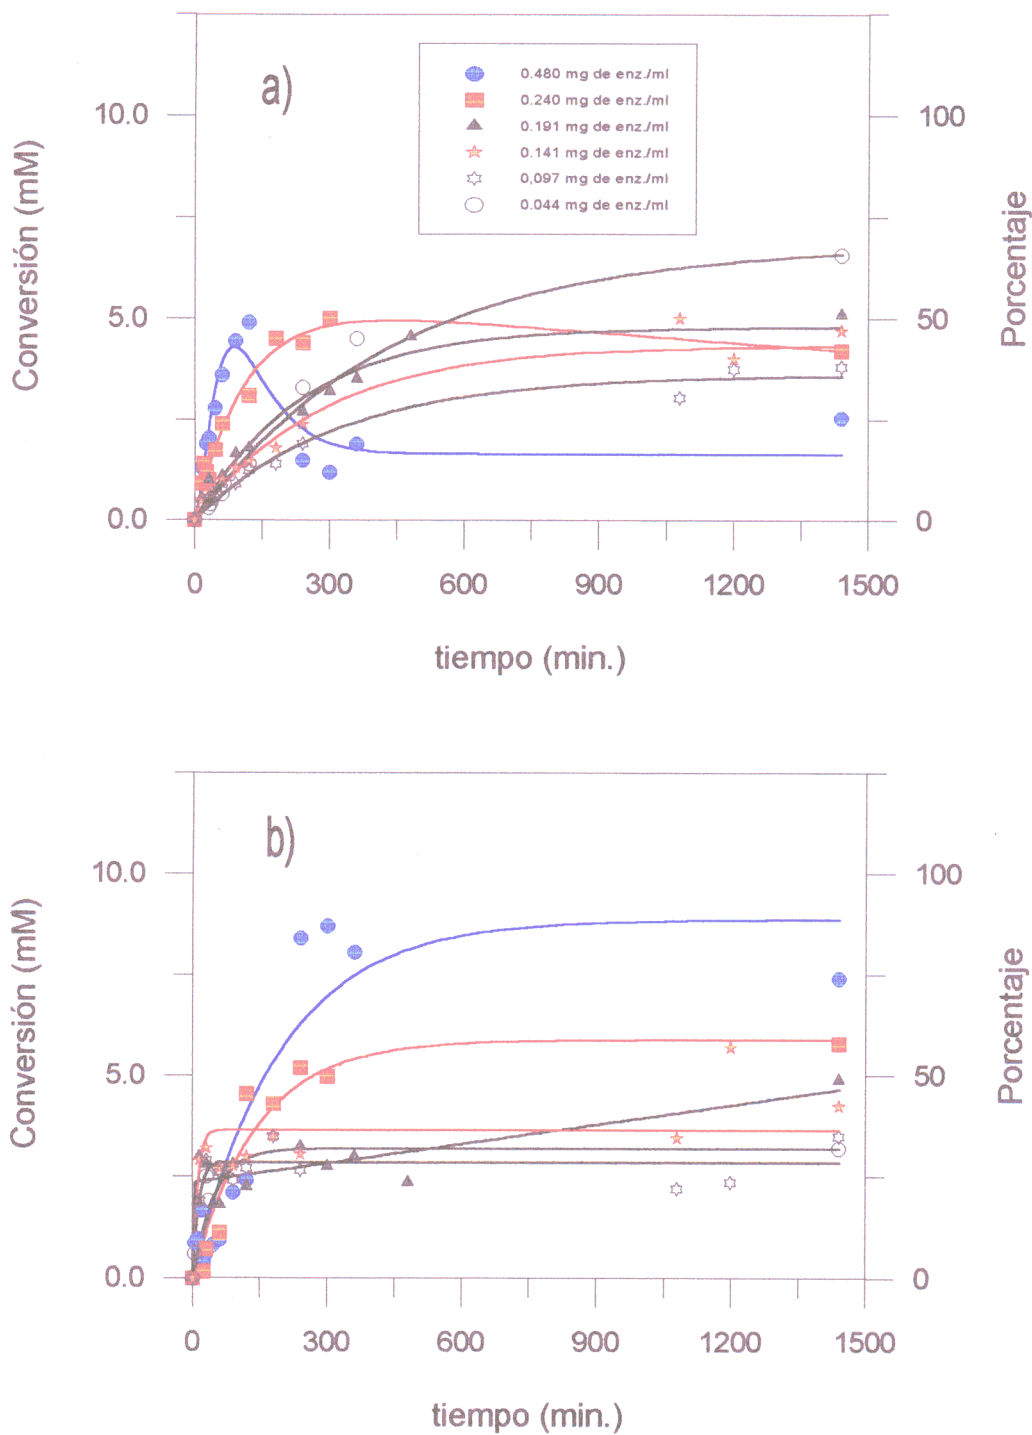 a)
0.480 mg de enz./ml
0.240 mg de enz./ml
0.191 mg de enz./ml
0.141 mg de enz./ml
0,097 mg de enz./ml
0.044 mg de enz./ml
Conversión (mM)
10.0
5.0
0.0
Porcentaje
100
50
0
0 300 600 900 1200 1500
tiempo (min.)
b)
Conversión (mM)
10.0
5.0
0.0
Porcentaje
100
50
0
0 300 600 900 1200 1500
tiempo (min.)